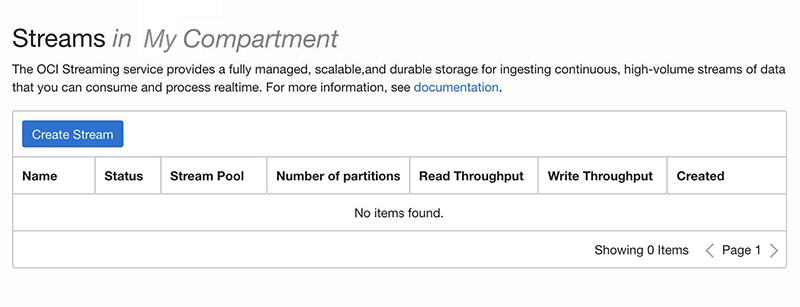 Streams in My Compartment
The OCI Streaming service provides a fully managed, scalable,and durable storage for ingesting continuous, high-volume streams of data
that you can consume and process realtime. For more information, see documentation.
Create Stream
Name Status Stream Pool Number of partitions Read Throughput Write Throughput Created
No items found.
Showing 0 Items Page 1